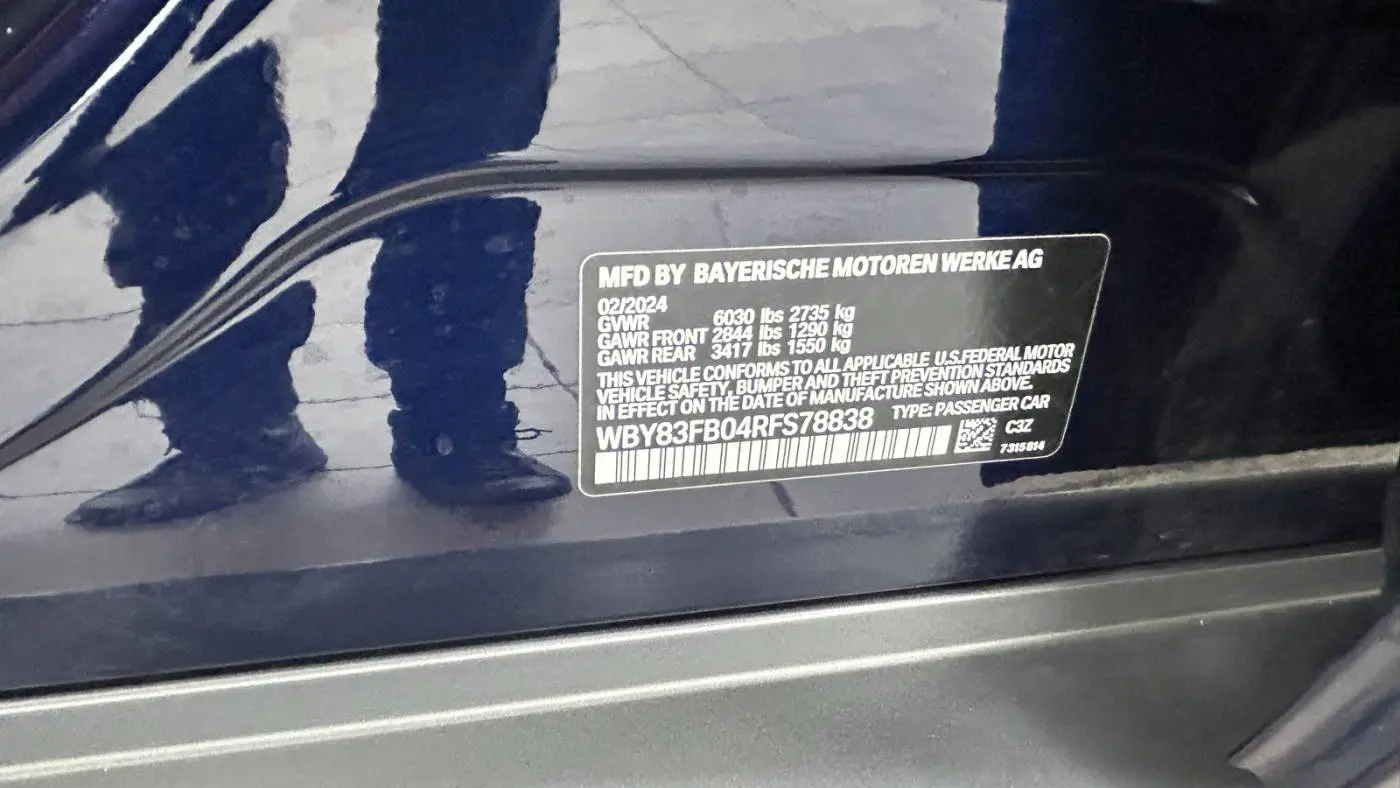 MFD BY BAYERISCHE MOTOREN WERKE AG
02/2024
GVWR 6030 lbs 2735 kg
GAWR FRONT 2844 lbs 1290 kg
GAWR REAR 3417 lbs 1550 kg
THIS VEHICLE CONFORMS TO ALL APPLICABLE U.S.FEDERAL MOTOR
VEHICLE SAFETY, BUMPER AND THEFT PREVENTION STANDARDS
IN EFFECT ON THE DATE OF MANUFACTURE SHOWN ABOVE.
WBY83FB04RFS78838 TYPE: PASSENGER CAR
C3Z
7315814